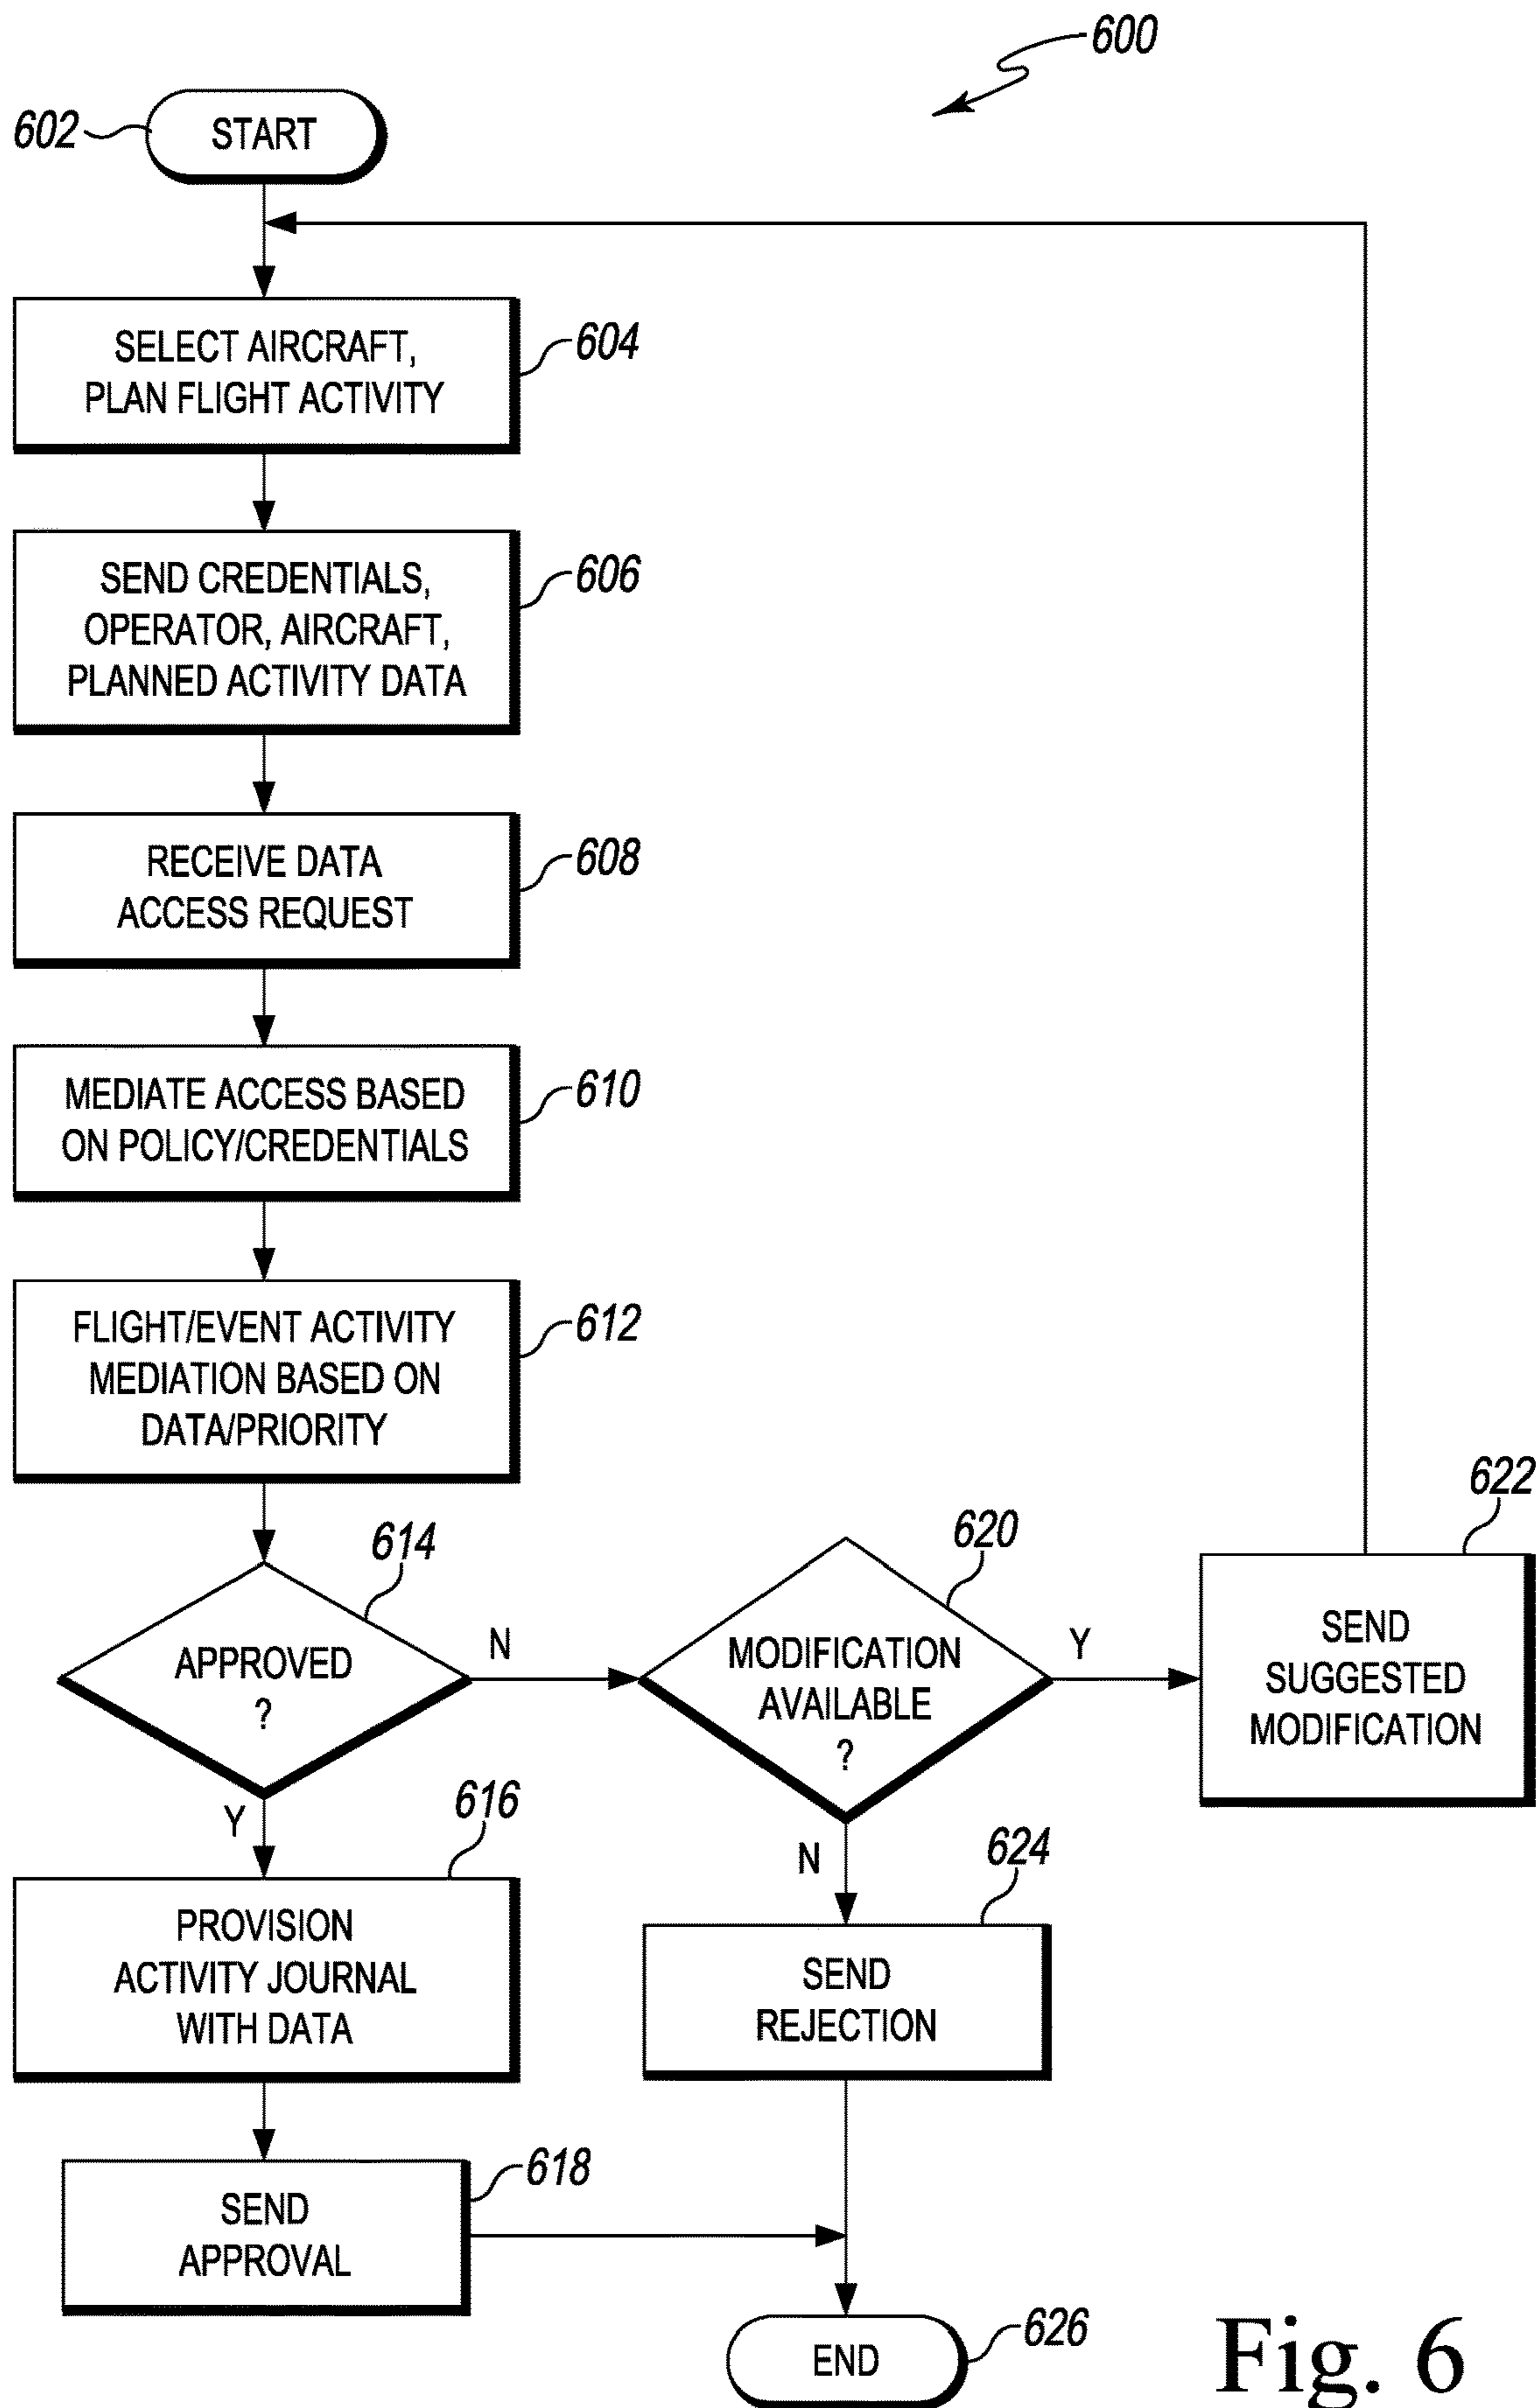 600
602
START
SELECT AIRCRAFT,
PLAN FLIGHT ACTIVITY
604
SEND CREDENTIALS,
OPERATOR, AIRCRAFT,
PLANNED ACTIVITY DATA
606
RECEIVE DATA
ACCESS REQUEST
608
MEDIATE ACCESS BASED
ON POLICY/CREDENTIALS
610
FLIGHT/EVENT ACTIVITY
MEDIATION BASED ON
DATA/PRIORITY
612
614
APPROVED
?
N
Y
620
MODIFICATION
AVAILABLE
?
Y
N
622
SEND
SUGGESTED
MODIFICATION
616
PROVISION
ACTIVITY JOURNAL
WITH DATA
624
SEND
REJECTION
618
SEND
APPROVAL
END
626
Fig. 6